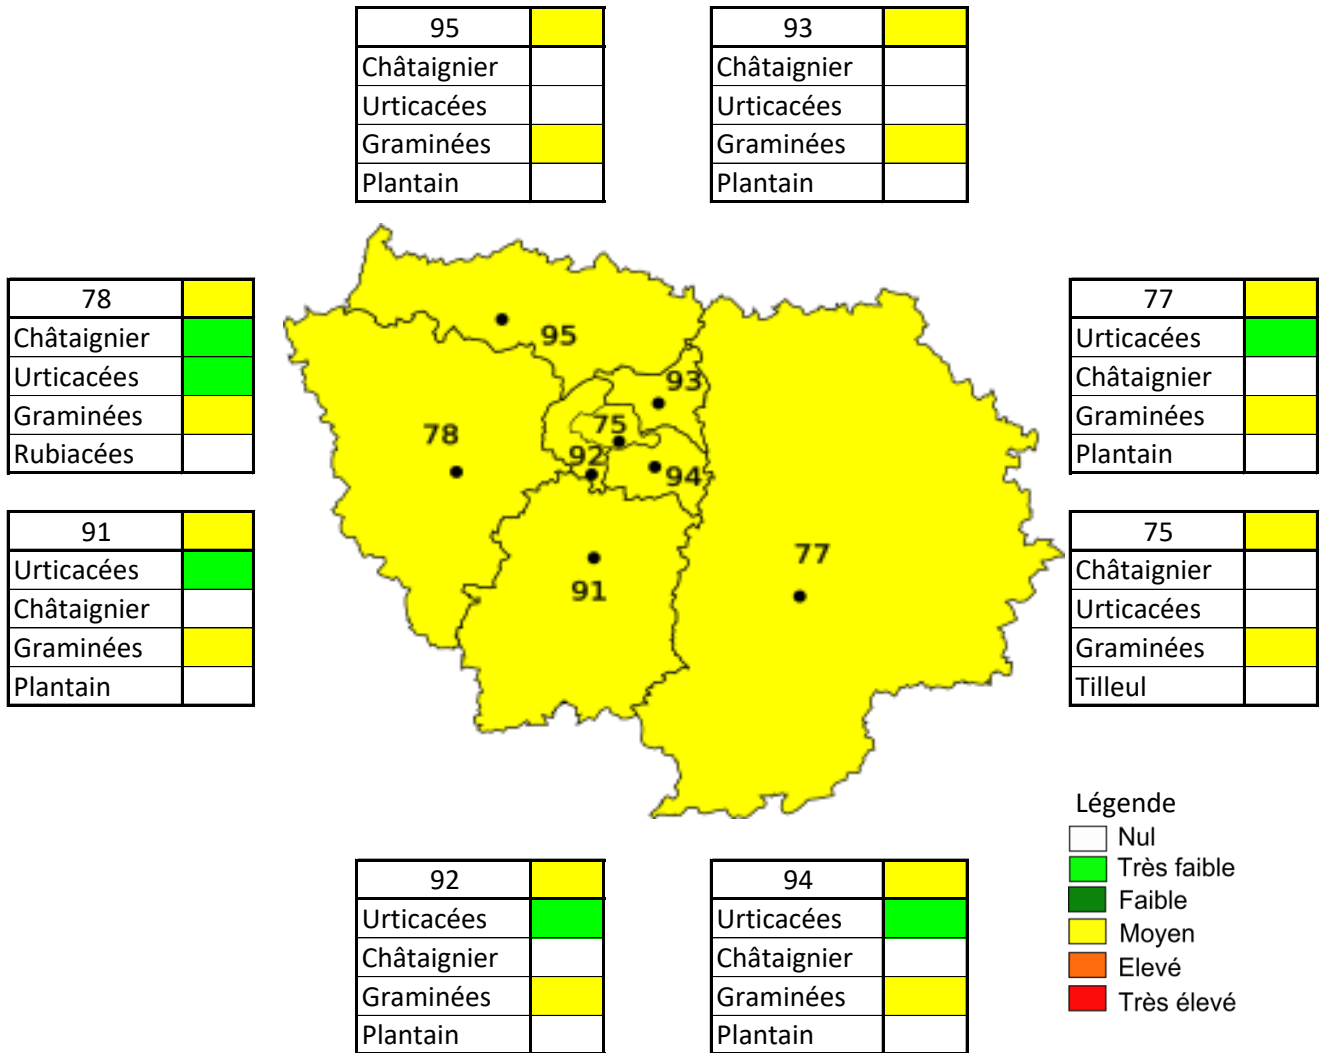 95
Châtaignier
Urticacées
Graminées
Plantain
93
Châtaignier
Urticacées
Graminées
Plantain
78
Châtaignier
Urticacées
Graminées
Rubiacées
91
Urticacées
Châtaignier
Graminées
Plantain
95
93
78
75
92
94
77
91
77
Urticacées
Châtaignier
Graminées
Plantain
75
Châtaignier
Urticacées
Graminées
Tilleul
92
Urticacées
Châtaignier
Graminées
Plantain
94
Urticacées
Châtaignier
Graminées
Plantain
Légende
Nul
Très faible
Faible
Moyen
Elevé
Très élevé